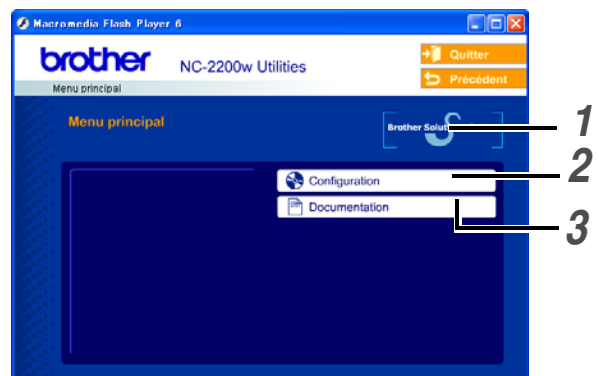 Macromedia Flash Player 6
brother
NC-2200w Utilities
Quitter
Précédent
Menu principal
Menu principal
Brother Solut
1
Configuration
2
Documentation
3